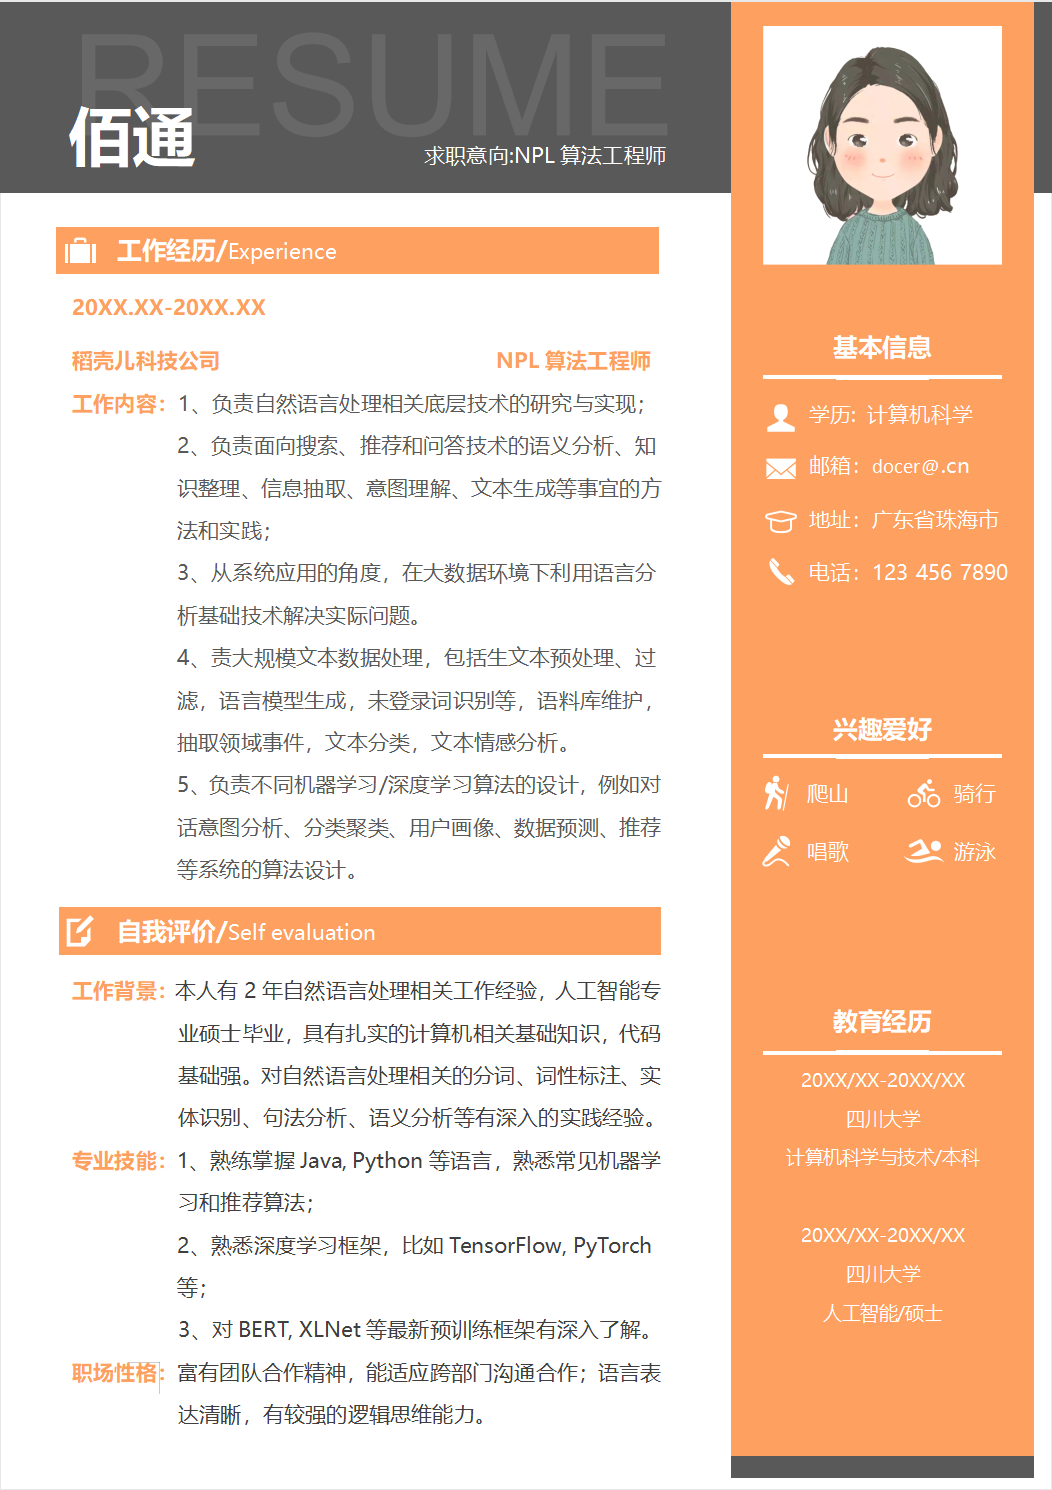 RESUME
佰通
求职意向:NPL 算法工程师
工作经历/Experience
20XX.XX-20XX.XX
稻壳儿科技公司 NPL 算法工程师
工作内容：1、负责自然语言处理相关底层技术的研究与实现；
2、负责面向搜索、推荐和问答技术的语义分析、知
识整理、信息抽取、意图理解、文本生成等事宜的方
法和实践；
3、从系统应用的角度，在大数据环境下利用语言分
析基础技术解决实际问题。
4、责大规模文本数据处理，包括生文本预处理、过
滤，语言模型生成，未登录词识别等，语料库维护，
抽取领域事件，文本分类，文本情感分析。
5、负责不同机器学习/深度学习算法的设计，例如对
话意图分析、分类聚类、用户画像、数据预测、推荐
等系统的算法设计。
自我评价/Self evaluation
工作背景：本人有 2 年自然语言处理相关工作经验，人工智能专
业硕士毕业，具有扎实的计算机相关基础知识，代码
基础强。对自然语言处理相关的分词、词性标注、实
体识别、句法分析、语义分析等有深入的实践经验。
专业技能：1、熟练掌握 Java, Python 等语言，熟悉常见机器学
习和推荐算法；
2、熟悉深度学习框架，比如 TensorFlow, PyTorch
等；
3、对 BERT, XLNet 等最新预训练框架有深入了解。
职场性格：富有团队合作精神，能适应跨部门沟通合作；语言表
达清晰，有较强的逻辑思维能力。
基本信息
学历：计算机科学
邮箱：docer@.cn
地址：广东省珠海市
电话：123 456 7890
兴趣爱好
爬山 骑行
唱歌 游泳
教育经历
20XX/XX-20XX/XX
四川大学
计算机科学与技术/本科
20XX/XX-20XX/XX
四川大学
人工智能/硕士